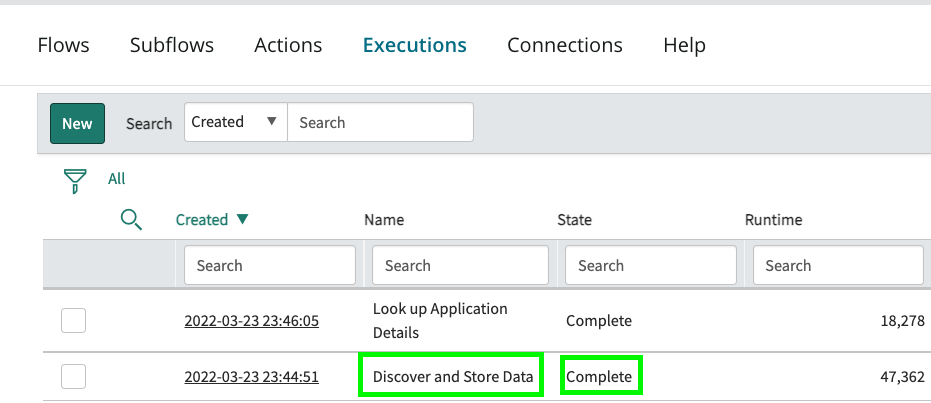 Flows Subflows Actions Executions Connections Help
New Search Created ▼ Search
All
Created ▼ Name State Runtime
Search Search Search Search
2022-03-23 23:46:05 Look up Application Details Complete 18,278
2022-03-23 23:44:51 Discover and Store Data Complete 47,362